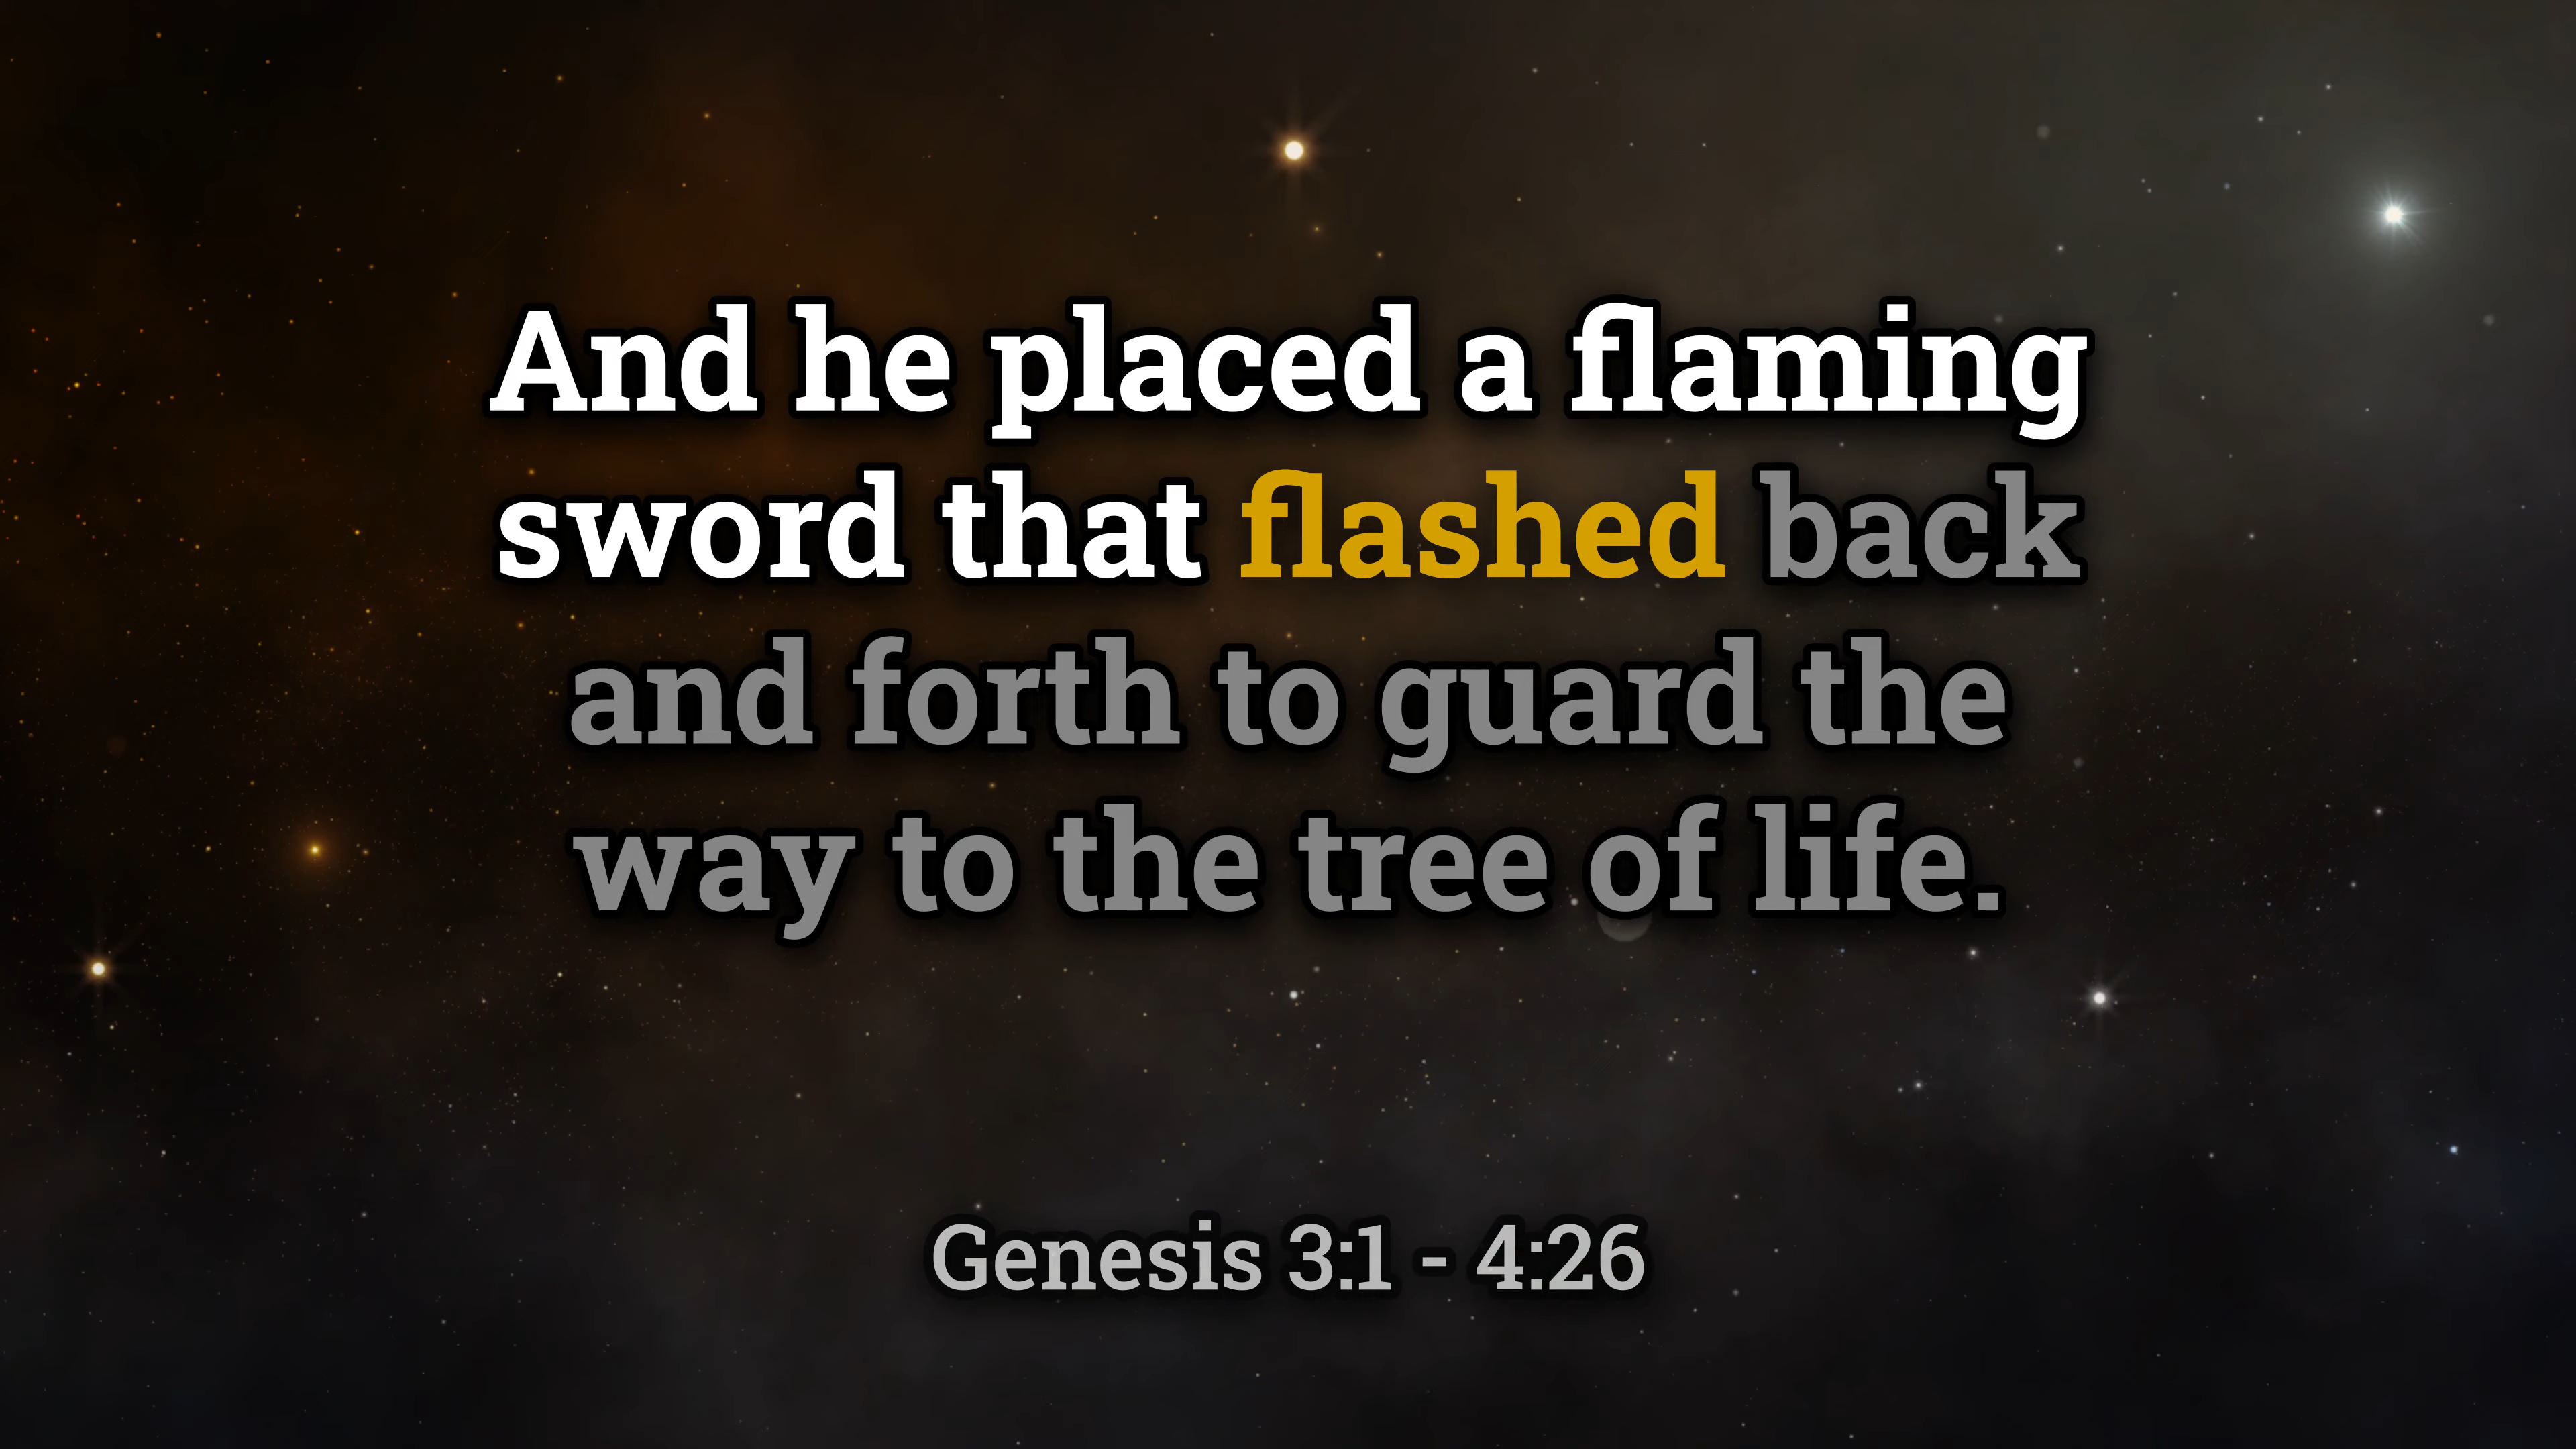 And he placed a flaming
sword that flashed back
and forth to guard the
way to the tree of life.
Genesis 3:1 - 4:26